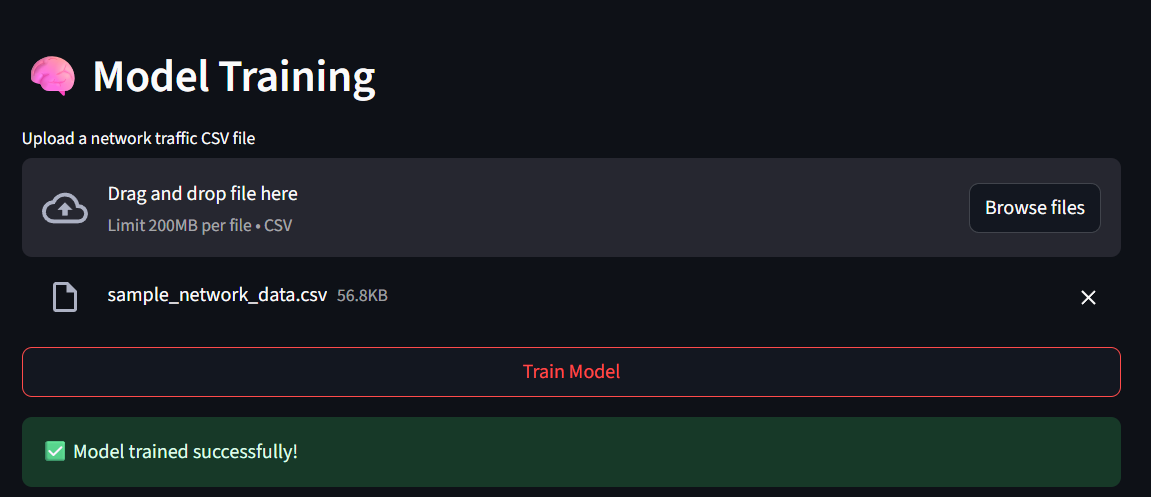 🧠 Model Training
Upload a network traffic CSV file
Drag and drop file here
Limit 200MB per file • CSV
Browse files
sample_network_data.csv 56.8KB
Train Model
✅ Model trained successfully!